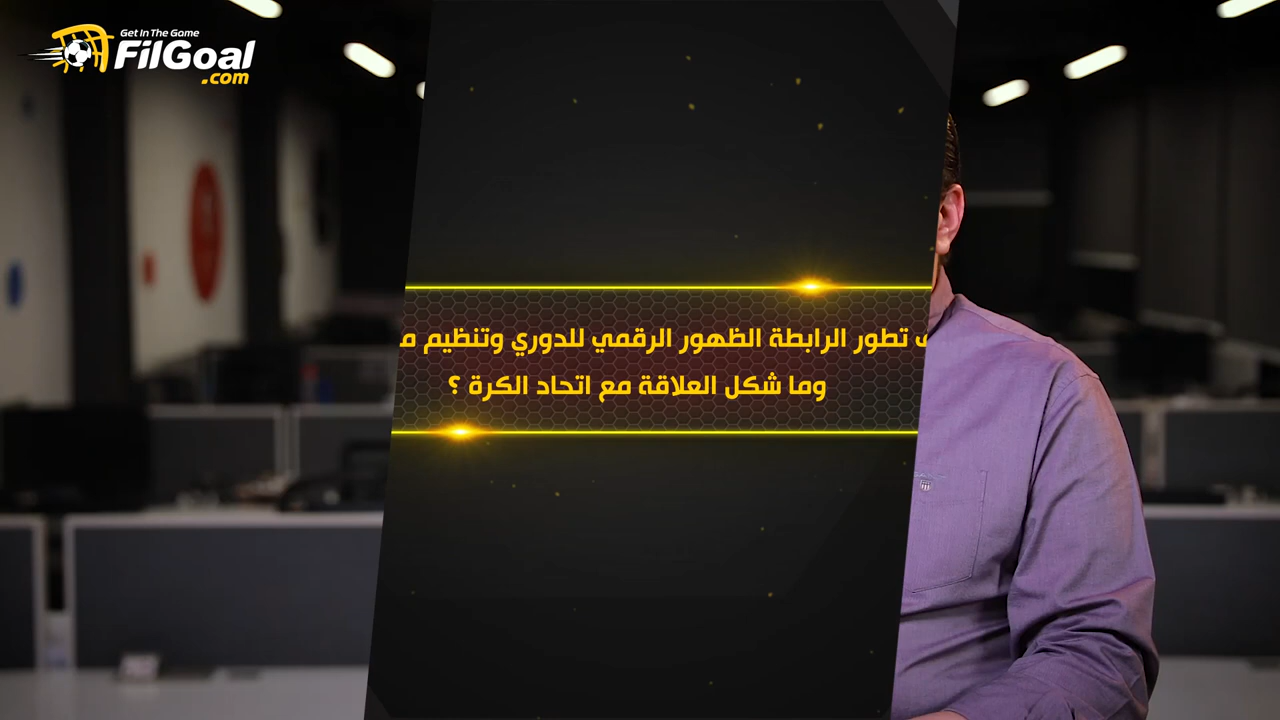 Get In The Game
FilGoal
.com
تطور الرابطة الظهور الرقمي للدوري وتنظيم
وما شكل العلاقة مع اتحاد الكرة ؟